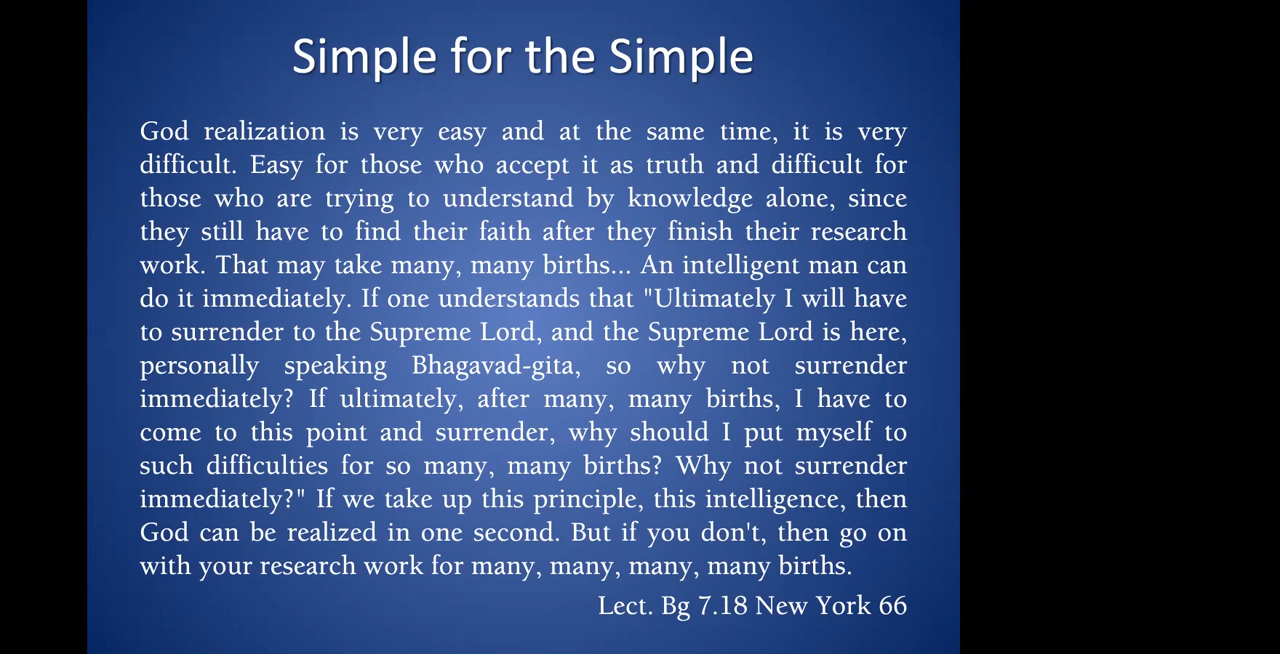 Simple for the Simple
God realization is very easy and at the same time, it is very
difficult. Easy for those who accept it as truth and difficult for
those who are trying to understand by knowledge alone, since
they still have to find their faith after they finish their research
work. That may take many, many births... An intelligent man can
do it immediately. If one understands that "Ultimately I will have
to surrender to the Supreme Lord, and the Supreme Lord is here,
personally speaking Bhagavad-gita, so why not surrender
immediately? If ultimately, after many, many births, I have to
come to this point and surrender, why should I put myself to
such difficulties for so many, many births? Why not surrender
immediately?" If we take up this principle, this intelligence, then
God can be realized in one second. But if you don't, then go on
with your research work for many, many, many, many births.
Lect. Bg 7.18 New York 66